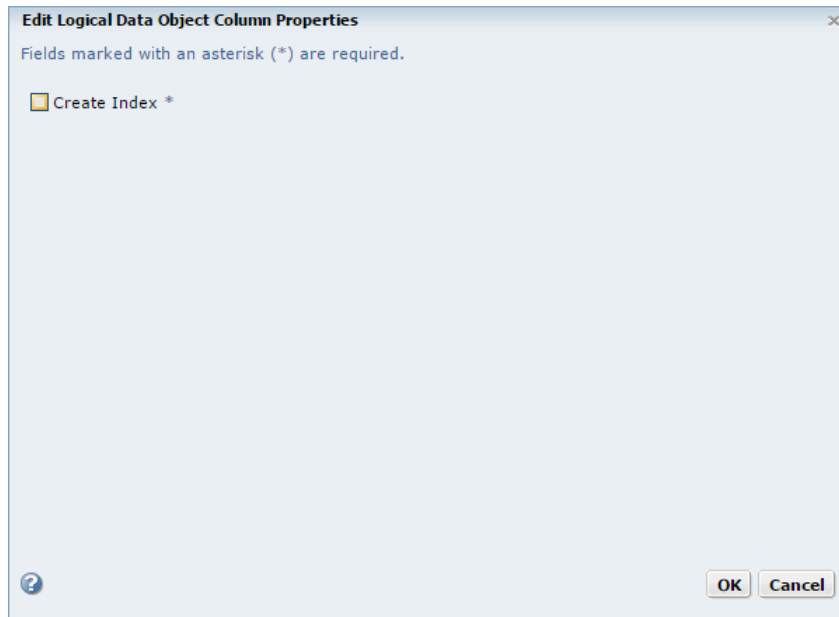 Edit Logical Data Object Column Properties ×
Fields marked with an asterisk (*) are required.
Create Index *
? OK Cancel